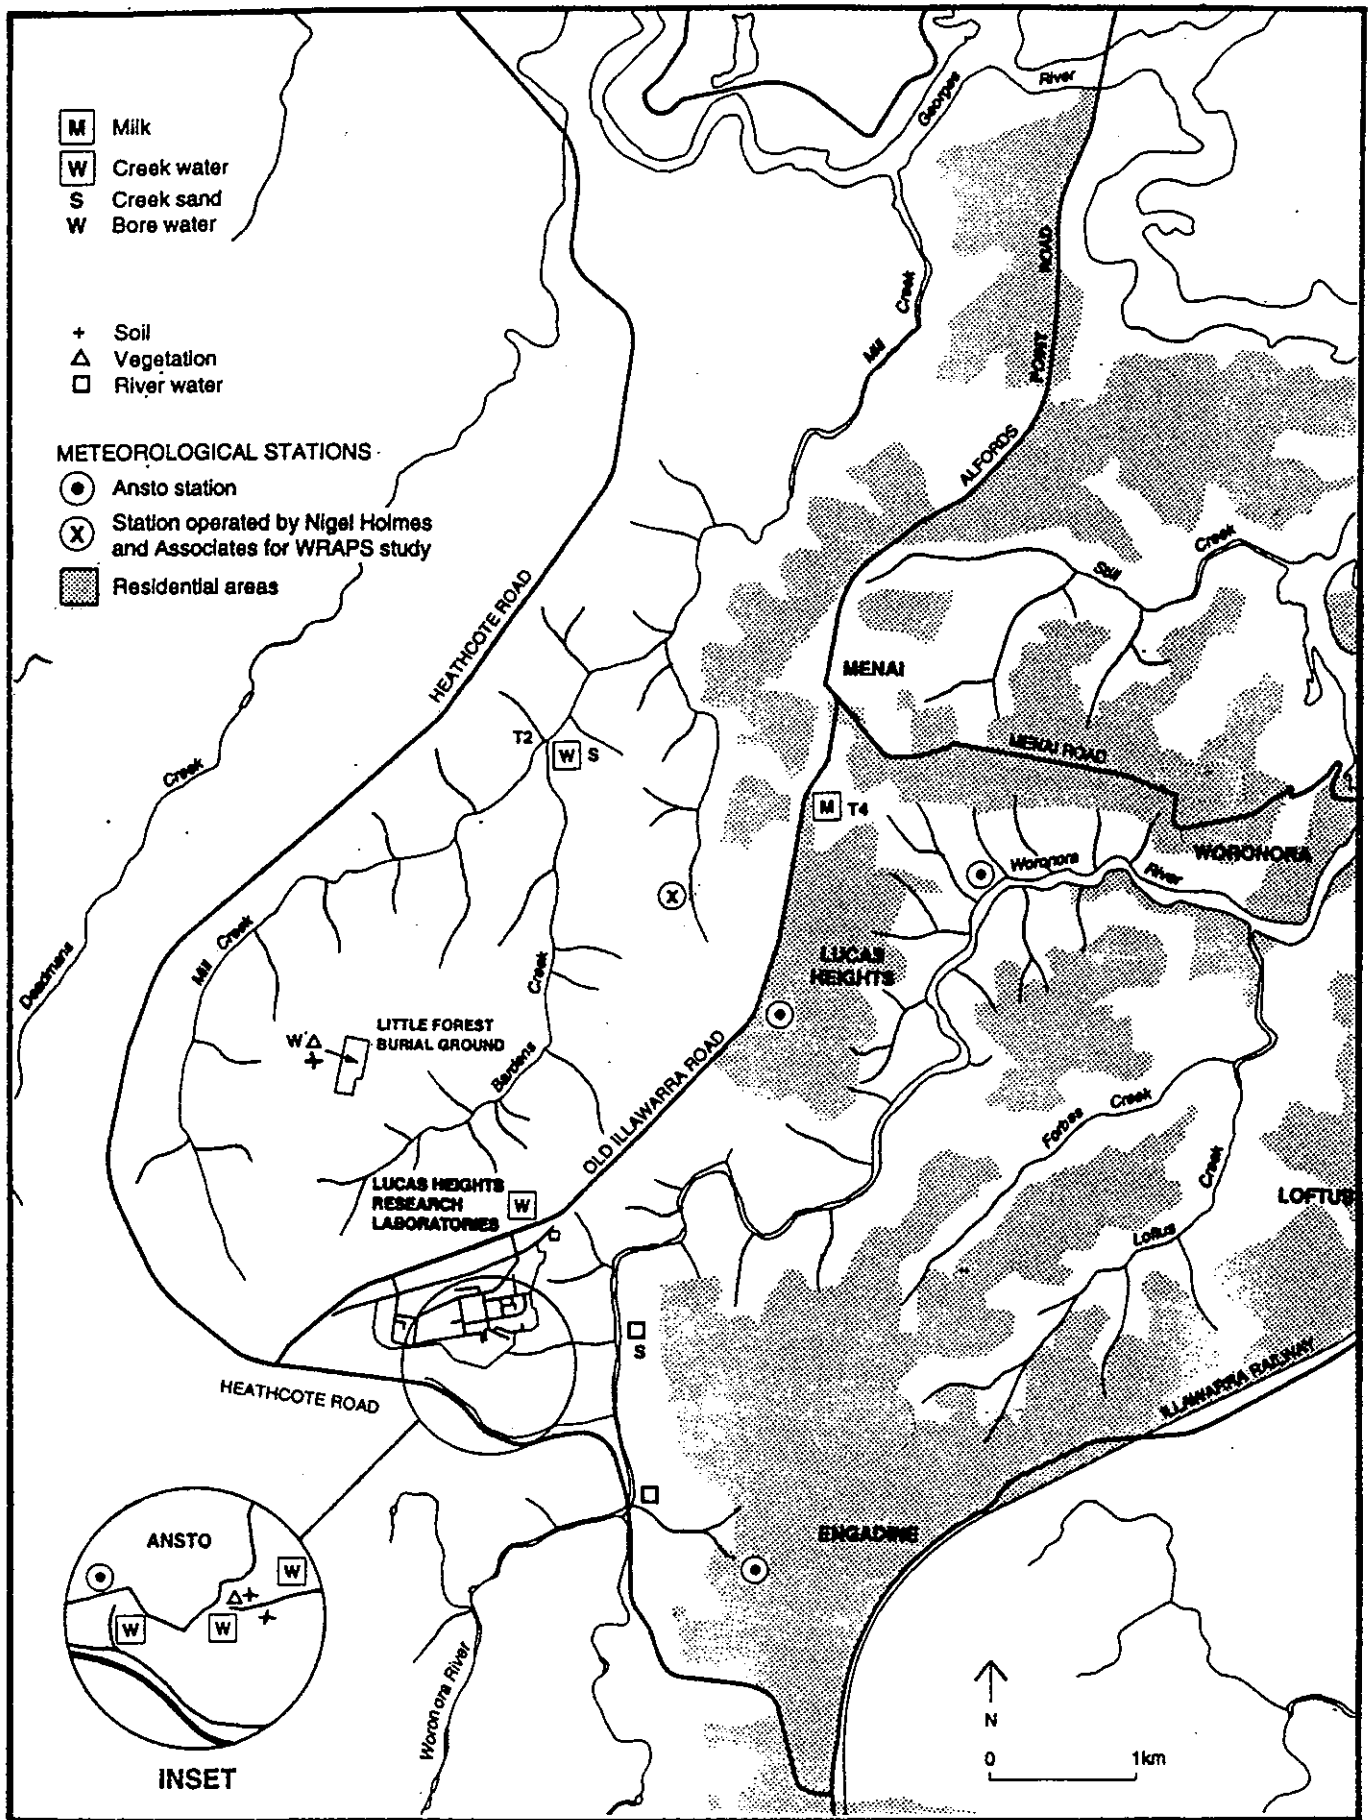 Georges
River
M Milk
W Creek water
S Creek sand
W Bore water
+ Soil
Vegetation
River water
METEOROLOGICAL STATIONS
Ansto station
X Station operated by Nigel Holmes
and Associates for WRAPS study
Residential areas
Mill Creek
ALFORDS POINT ROAD
HEATHCOTE ROAD
Still Creek
MENAI
MENAI ROAD
T2
W S
M T4
Deadmans Creek
Mill Creek
X
Woronora River
WORONORA
LUCAS
HEIGHTS
Bardens Creek
LITTLE FOREST
BURIAL GROUND
W
OLD ILLAWARRA ROAD
Forbes Creek
LUCAS HEIGHTS
RESEARCH
LABORATORIES
W
LOFTUS
Loftus Creek
S
HEATHCOTE ROAD
ILLAWARRA RAILWAY
ENGADINE
ANSTO
W
W
W
Woronora River
INSET
N
0 1km